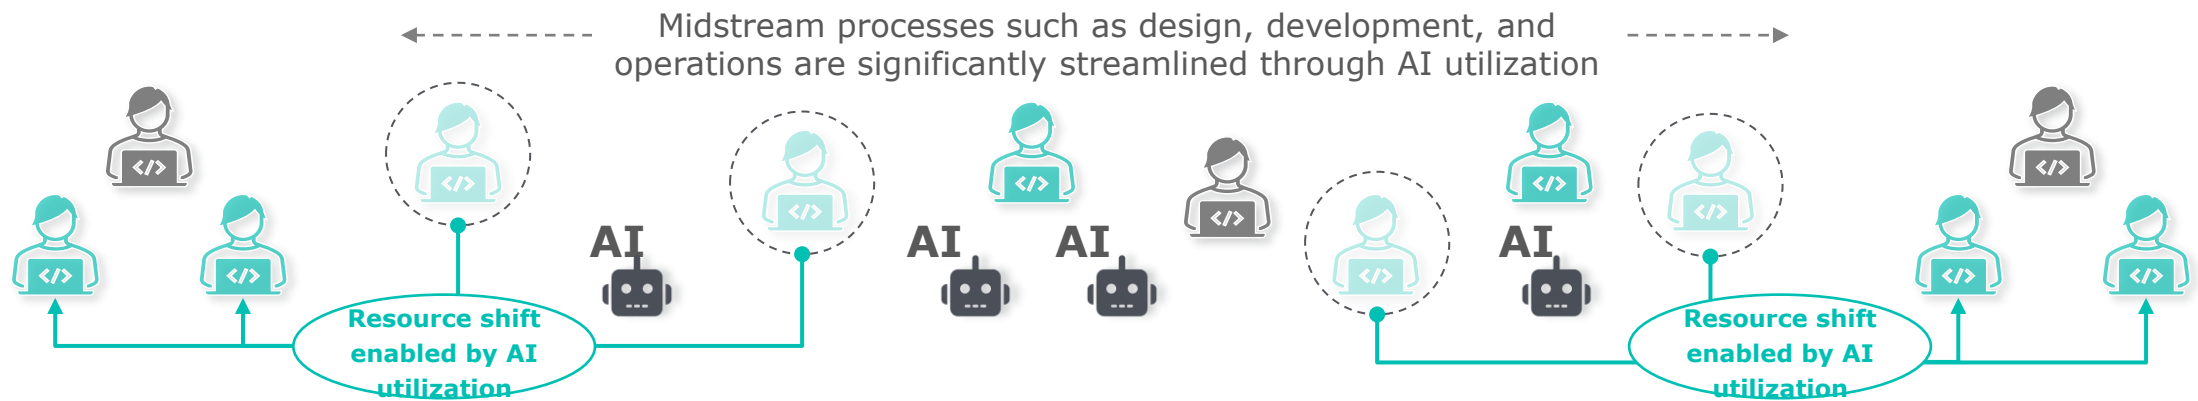 Midstream processes such as design, development, and
operations are significantly streamlined through AI utilization
</>
</>
</>
</>
</>
</>
</>
</>
</>
</>
</>
</>
</>
</>
AI
AI
AI
AI
Resource shift
enabled by AI
utilization
Resource shift
enabled by AI
utilization